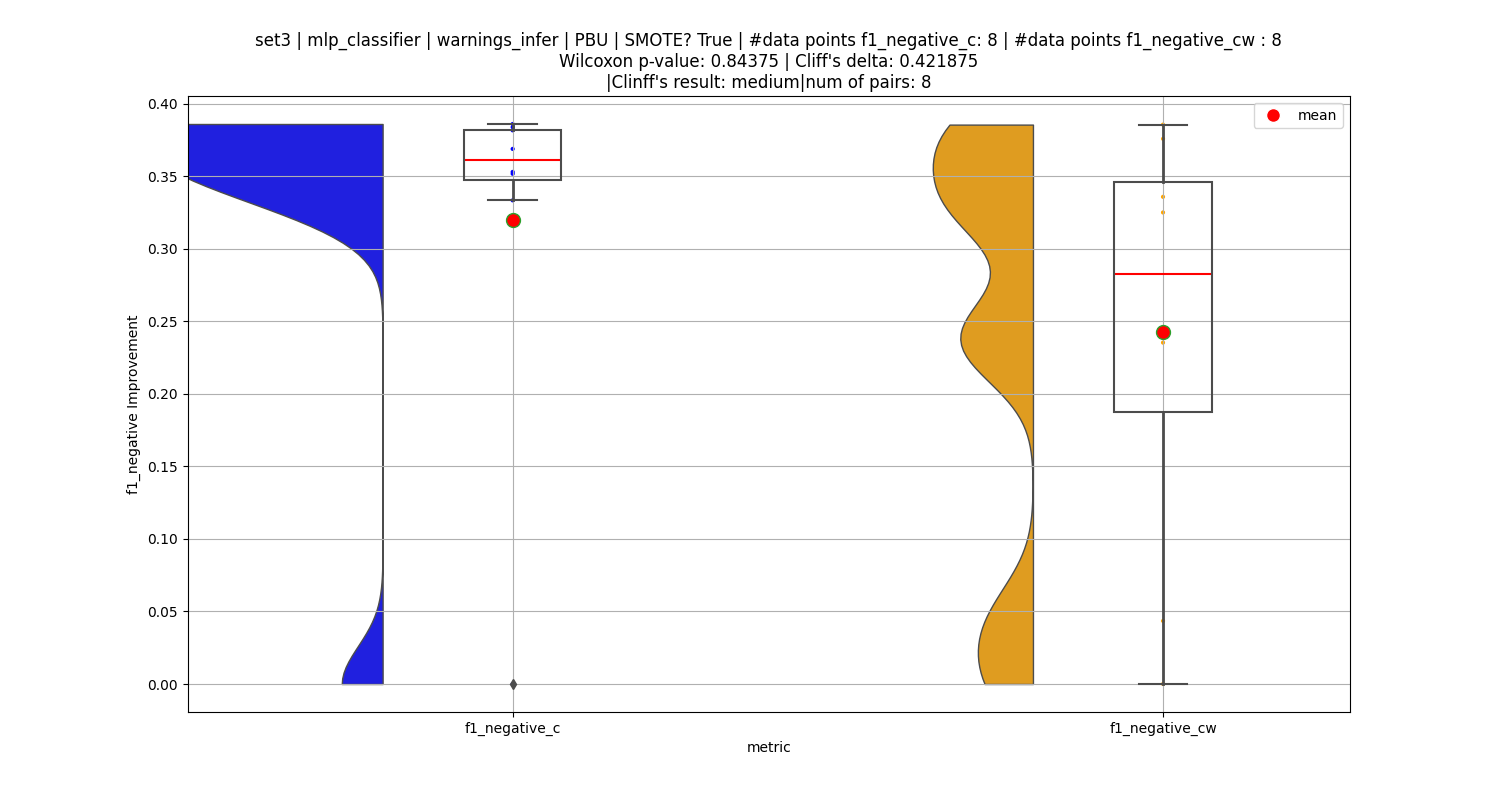 set3 | mlp_classifier | warnings_infer | PBU | SMOTE? True | #data points f1_negative_c: 8 | #data points f1_negative_cw : 8
Wilcoxon p-value: 0.84375 | Cliff's delta: 0.421875
|Clinff's result: medium|num of pairs: 8
mean
0.40
0.35
0.30
0.25
0.20
0.15
0.10
0.05
0.00
f1_negative Improvement
f1_negative_c
f1_negative_cw
metric